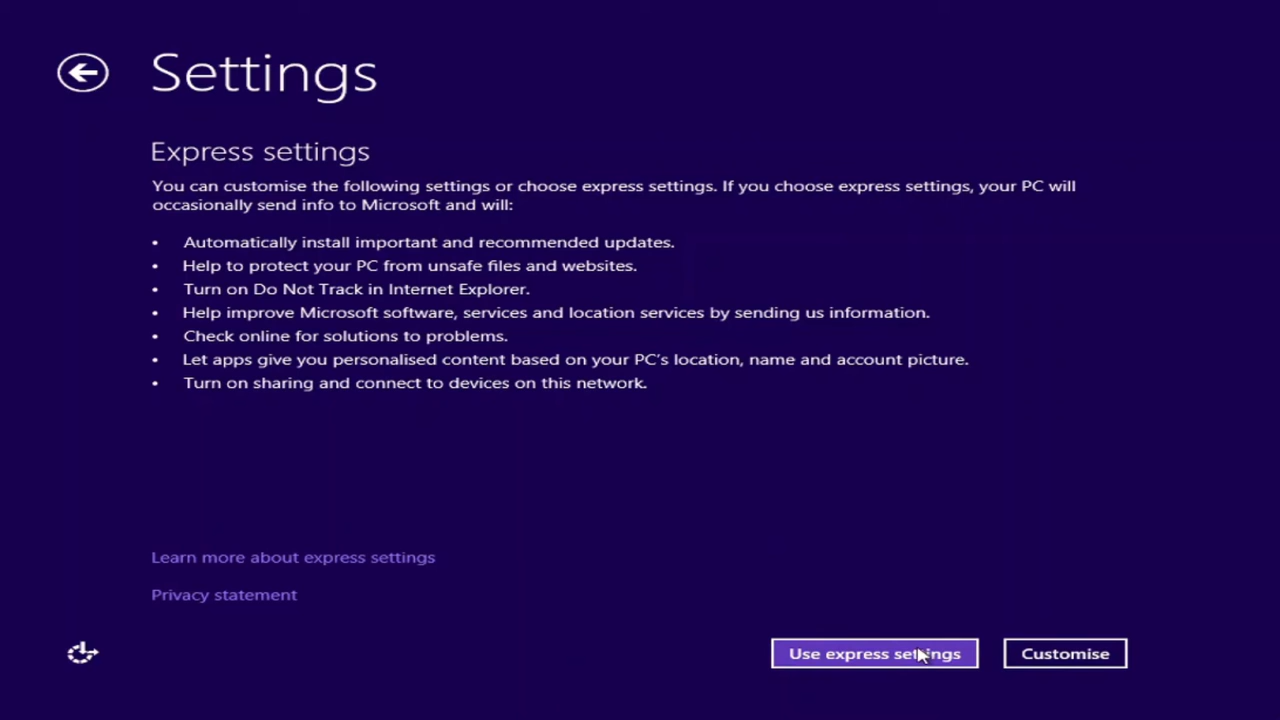 Settings
Express settings
You can customise the following settings or choose express settings. If you choose express settings, your PC will
occasionally send info to Microsoft and will:
• Automatically install important and recommended updates.
• Help to protect your PC from unsafe files and websites.
• Turn on Do Not Track in Internet Explorer.
• Help improve Microsoft software, services and location services by sending us information.
• Check online for solutions to problems.
• Let apps give you personalised content based on your PC's location, name and account picture.
• Turn on sharing and connect to devices on this network.
Learn more about express settings
Privacy statement
Use express settings
Customise